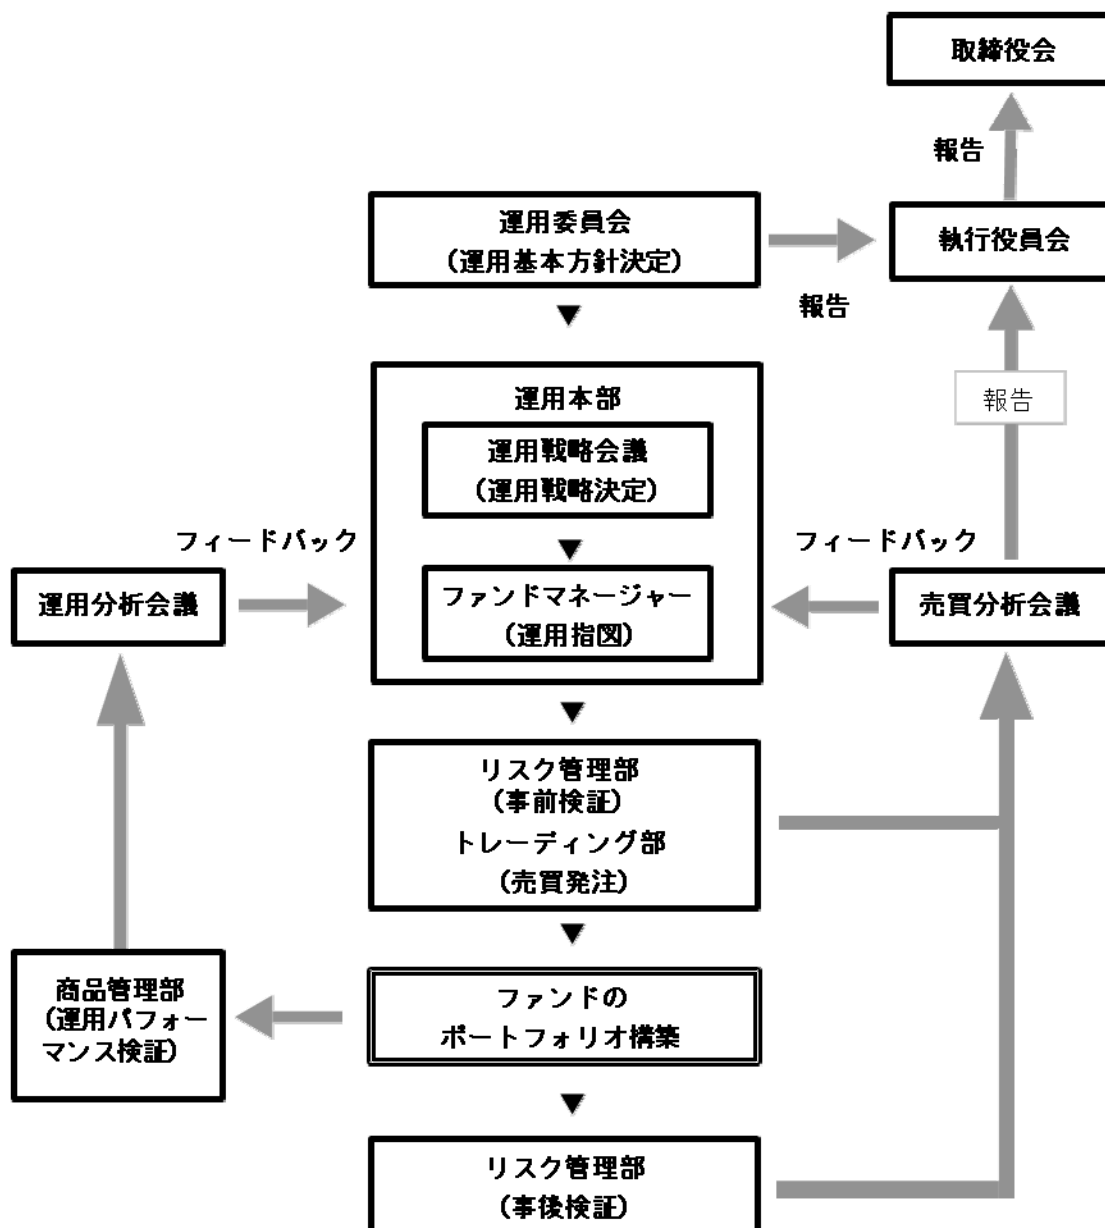 取締役会
報告
運用委員会
(運用基本方針決定)
執行役員会
報告
運用本部
報告
運用戦略会議
(運用戦略決定)
フィードバック
フィードバック
運用分析会議
ファンドマネージャー
(運用指図)
売買分析会議
リスク管理部
(事前検証)
トレーディング部
(売買発注)
商品管理部
(運用パフォー
マンス検証)
ファンドの
ポートフォリオ構築
リスク管理部
(事後検証)